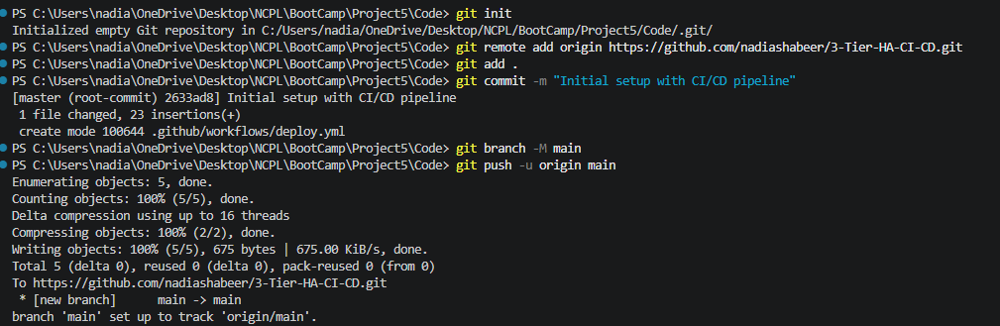 PS C:\Users\nadia\OneDrive\Desktop\NCPL\BootCamp\Project5\Code> git init
Initialized empty Git repository in C:/Users/nadia/OneDrive/Desktop/NCPL/BootCamp/Project5/Code/.git/
PS C:\Users\nadia\OneDrive\Desktop\NCPL\BootCamp\Project5\Code> git remote add origin https://github.com/nadiashabeer/3-Tier-HA-CI-CD.git
PS C:\Users\nadia\OneDrive\Desktop\NCPL\BootCamp\Project5\Code> git add .
PS C:\Users\nadia\OneDrive\Desktop\NCPL\BootCamp\Project5\Code> git commit -m "Initial setup with CI/CD pipeline"
[master (root-commit) 2633ad8] Initial setup with CI/CD pipeline
 1 file changed, 23 insertions(+)
 create mode 100644 .github/workflows/deploy.yml
PS C:\Users\nadia\OneDrive\Desktop\NCPL\BootCamp\Project5\Code> git branch -M main
PS C:\Users\nadia\OneDrive\Desktop\NCPL\BootCamp\Project5\Code> git push -u origin main
Enumerating objects: 5, done.
Counting objects: 100% (5/5), done.
Delta compression using up to 16 threads
Compressing objects: 100% (2/2), done.
Writing objects: 100% (5/5), 675 bytes | 675.00 KiB/s, done.
Total 5 (delta 0), reused 0 (delta 0), pack-reused 0 (from 0)
To https://github.com/nadiashabeer/3-Tier-HA-CI-CD.git
 * [new branch]      main -> main
branch 'main' set up to track 'origin/main'.